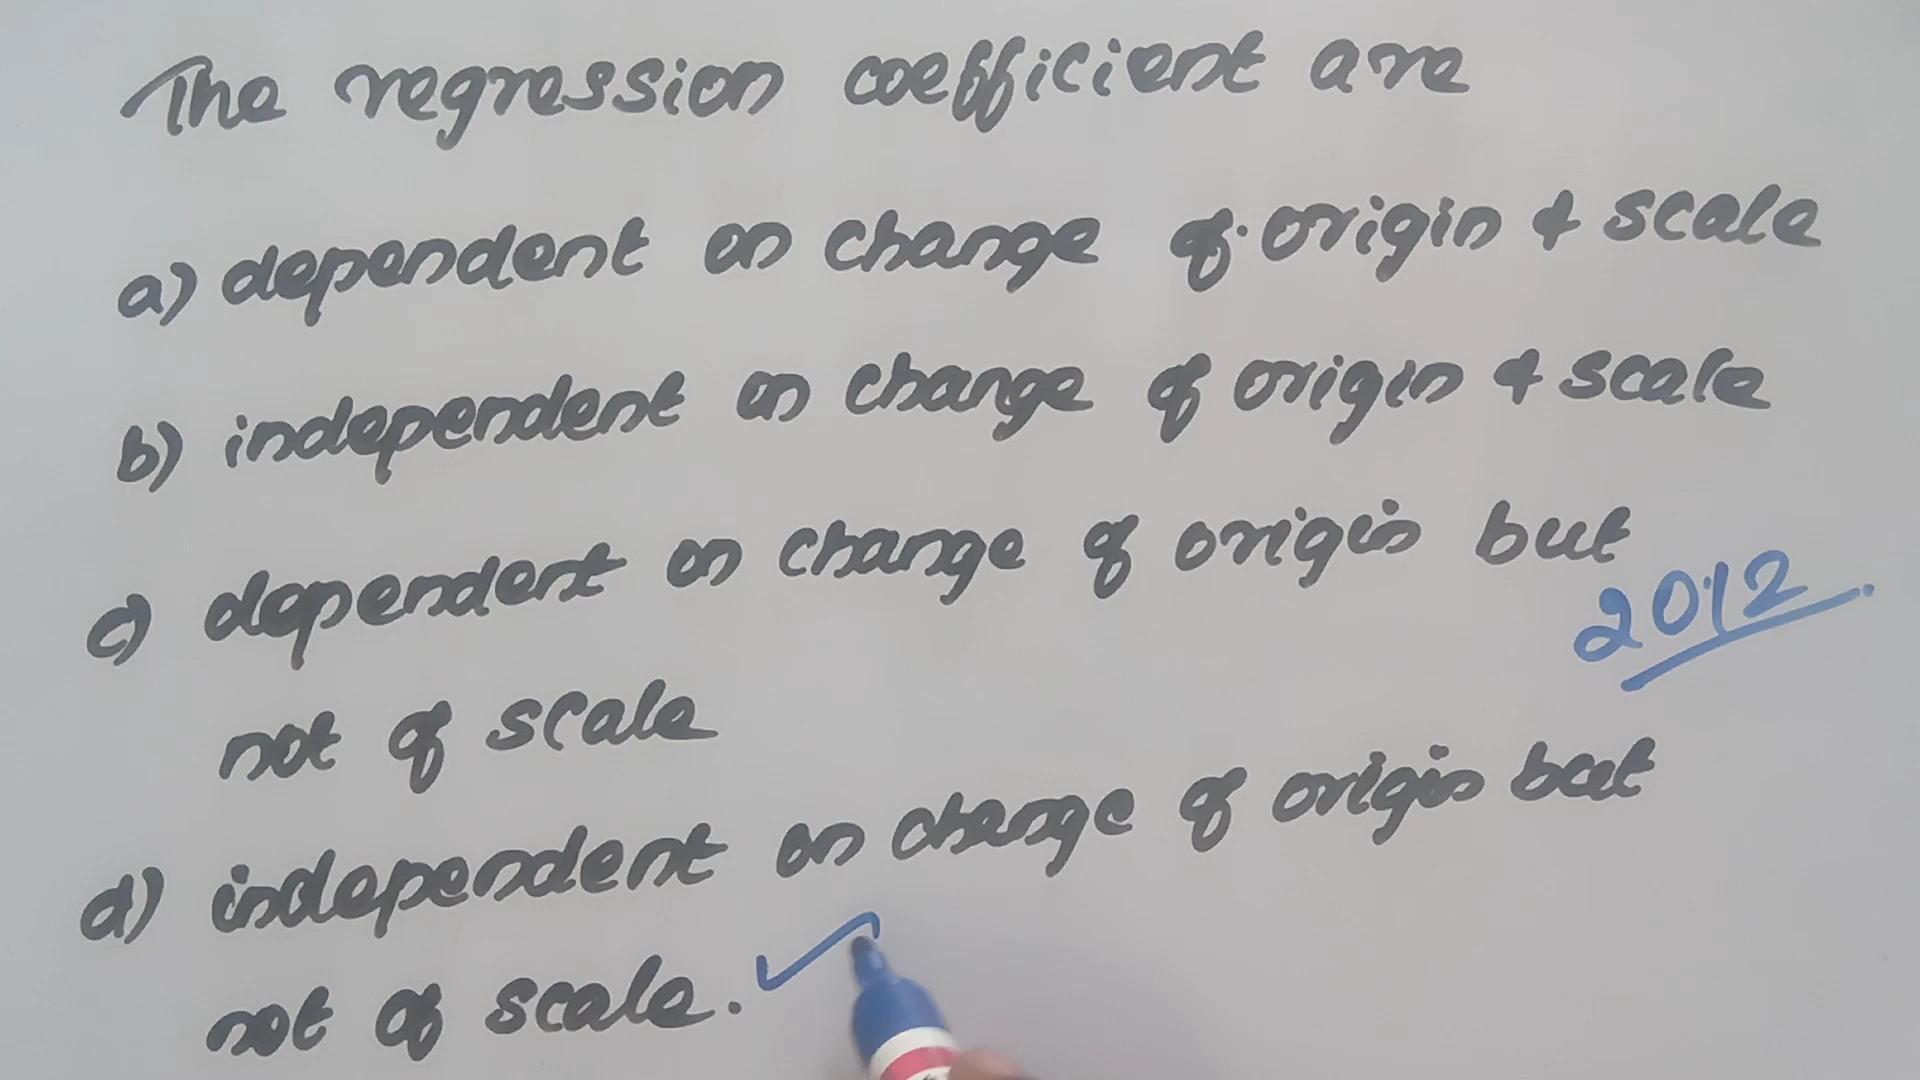 The regression coefficient are
a) dependent on change of origin & scale
b) independent on change of origin & scale
c) dependent on change of origin but
2012
not of scale
d) independent on change of origin but
not of scale.